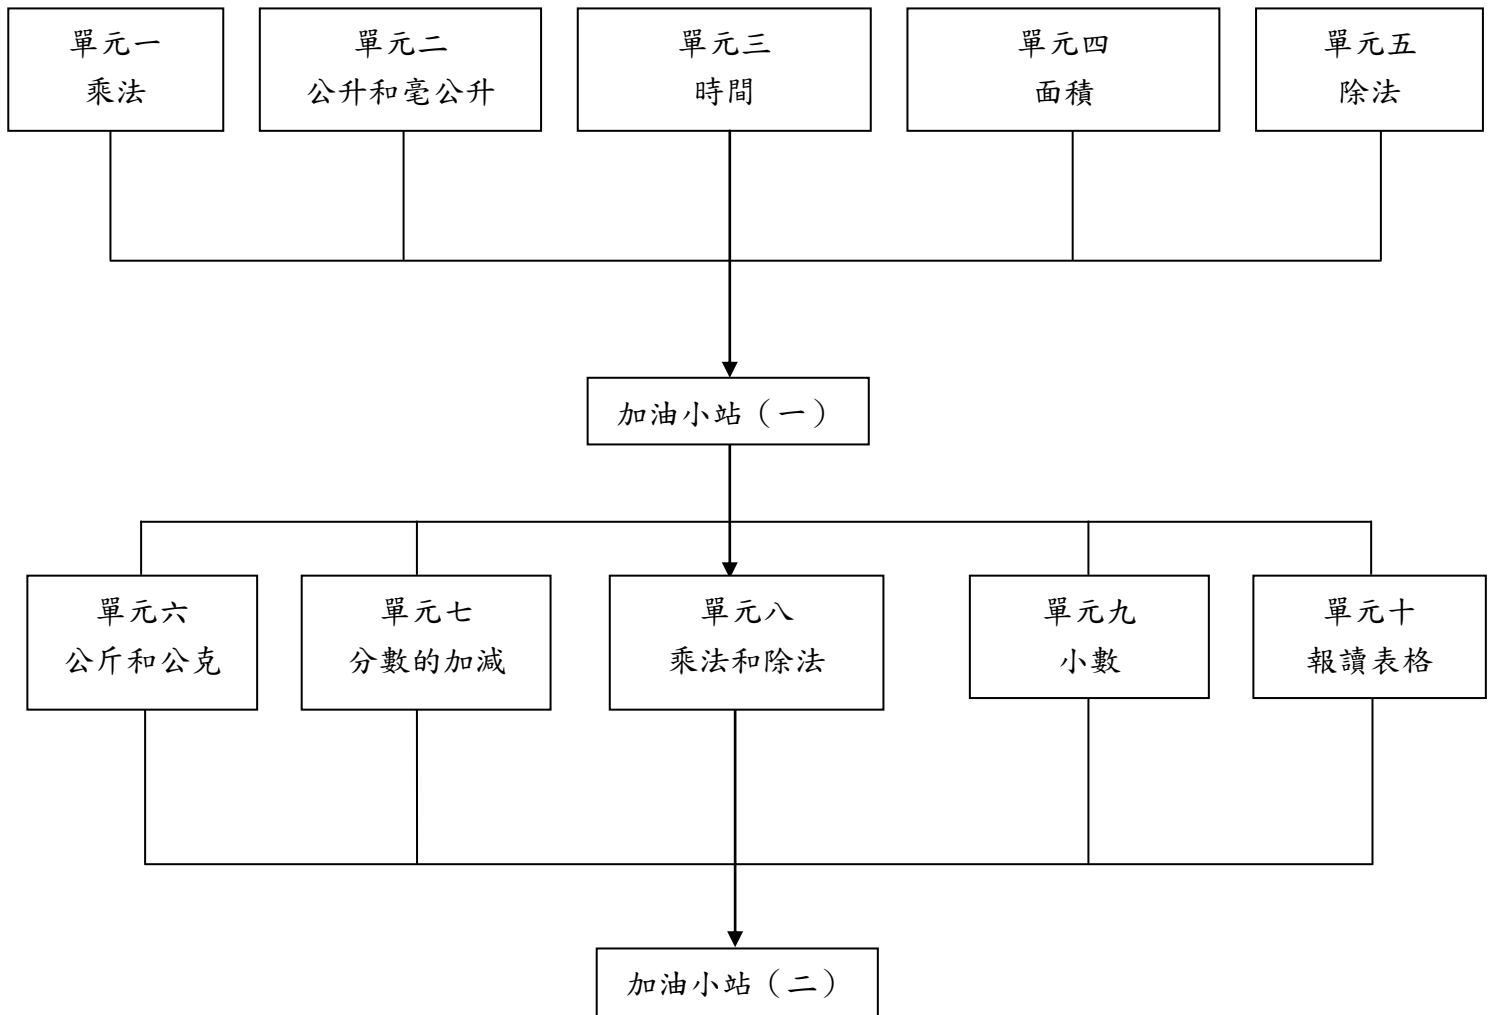 單元一
乘法
單元二
公升和毫公升
單元三
時間
單元四
面積
單元五
除法
加油小站（一）
單元六
公斤和公克
單元七
分數的加減
單元八
乘法和除法
單元九
小數
單元十
報讀表格
加油小站（二）